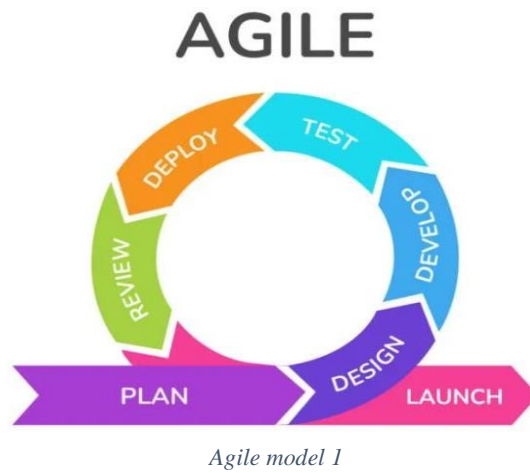 AGILE
TEST
DEPLOY
DEVELOP
REVIEW
DESIGN
PLAN
LAUNCH
Agile model 1